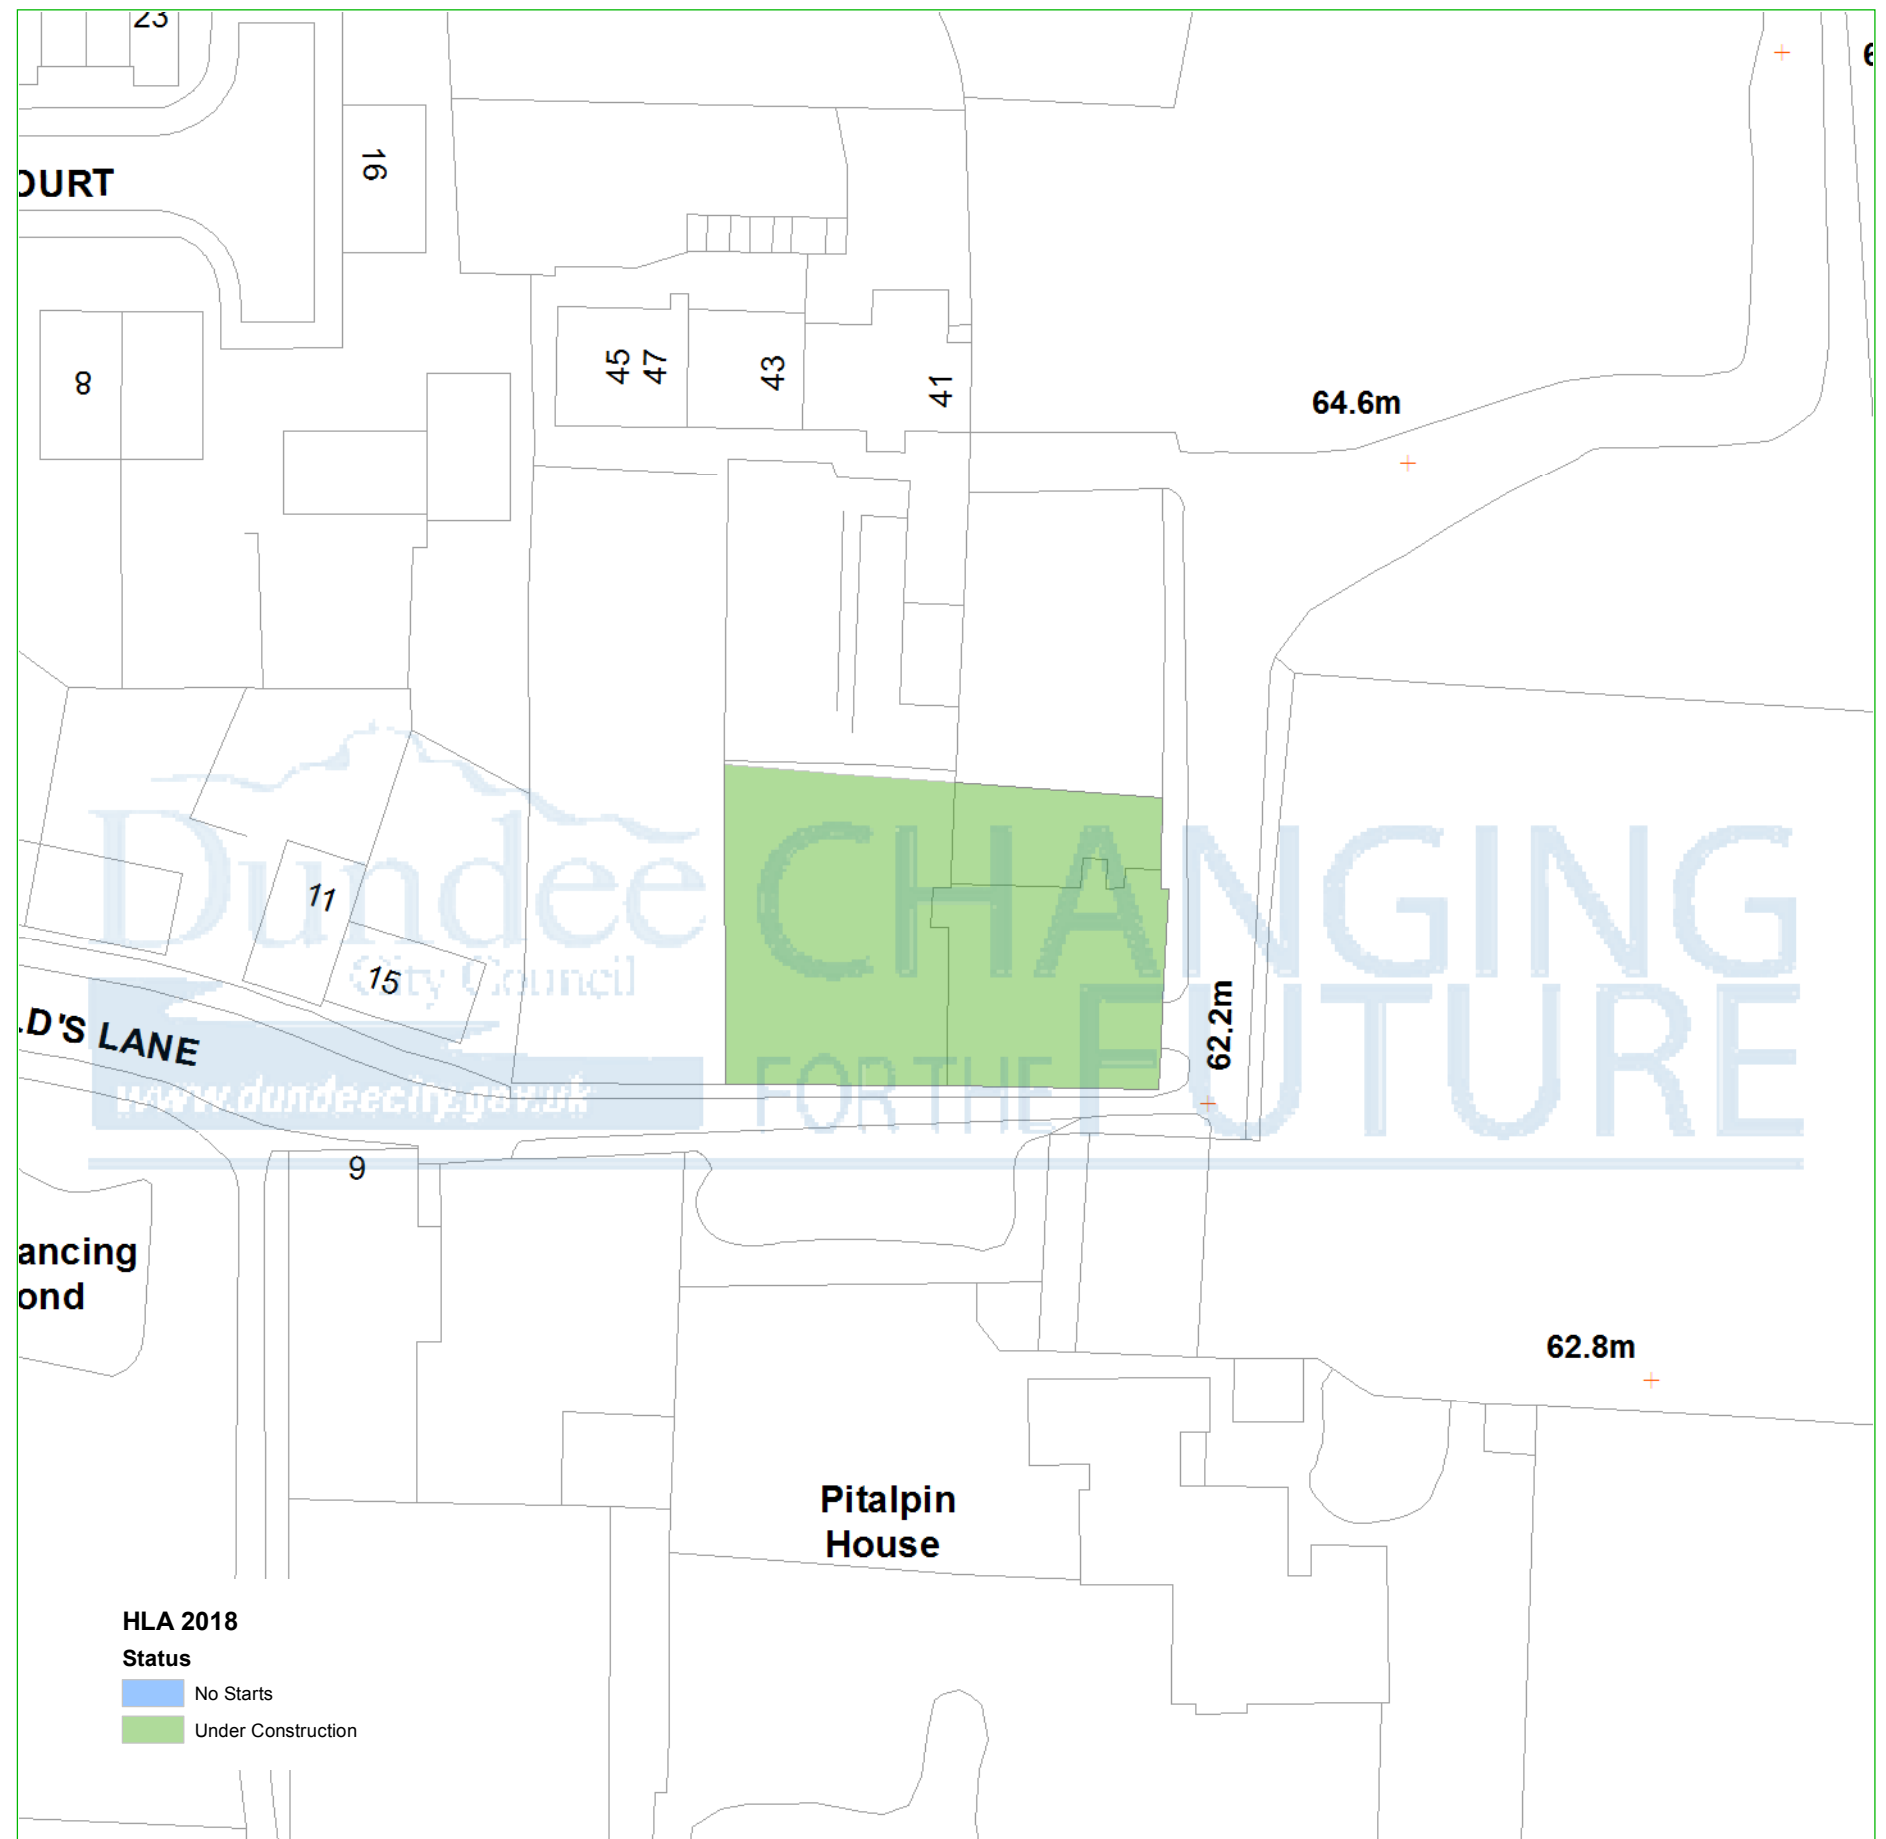 23
16
OURT
8
45
47
43
41
64.6m
Dundee
City Council
www.dundeecity.gov.uk
CHANGING
FOR THE FUTURE
11
15
62.2m
.D'S LANE
9
ancing
ond
62.8m
Pitalpin
House
HLA 2018
Status
No Starts
Under Construction